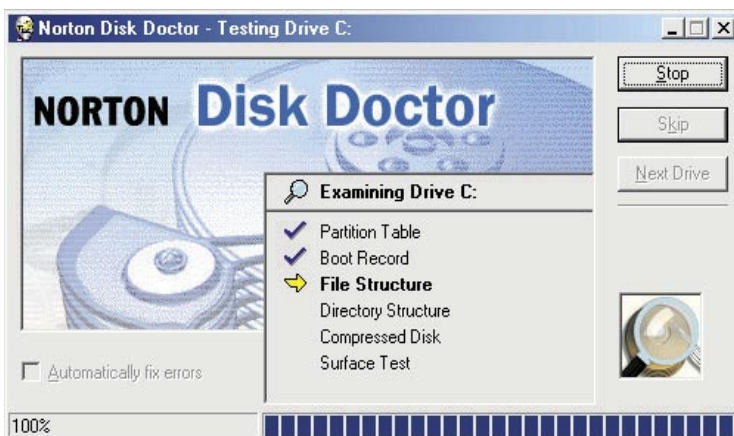 Norton Disk Doctor - Testing Drive C:
NORTON Disk Doctor
Stop
Skip
Next Drive
Examining Drive C:
Partition Table
Boot Record
File Structure
Directory Structure
Compressed Disk
Surface Test
Automatically fix errors
100%